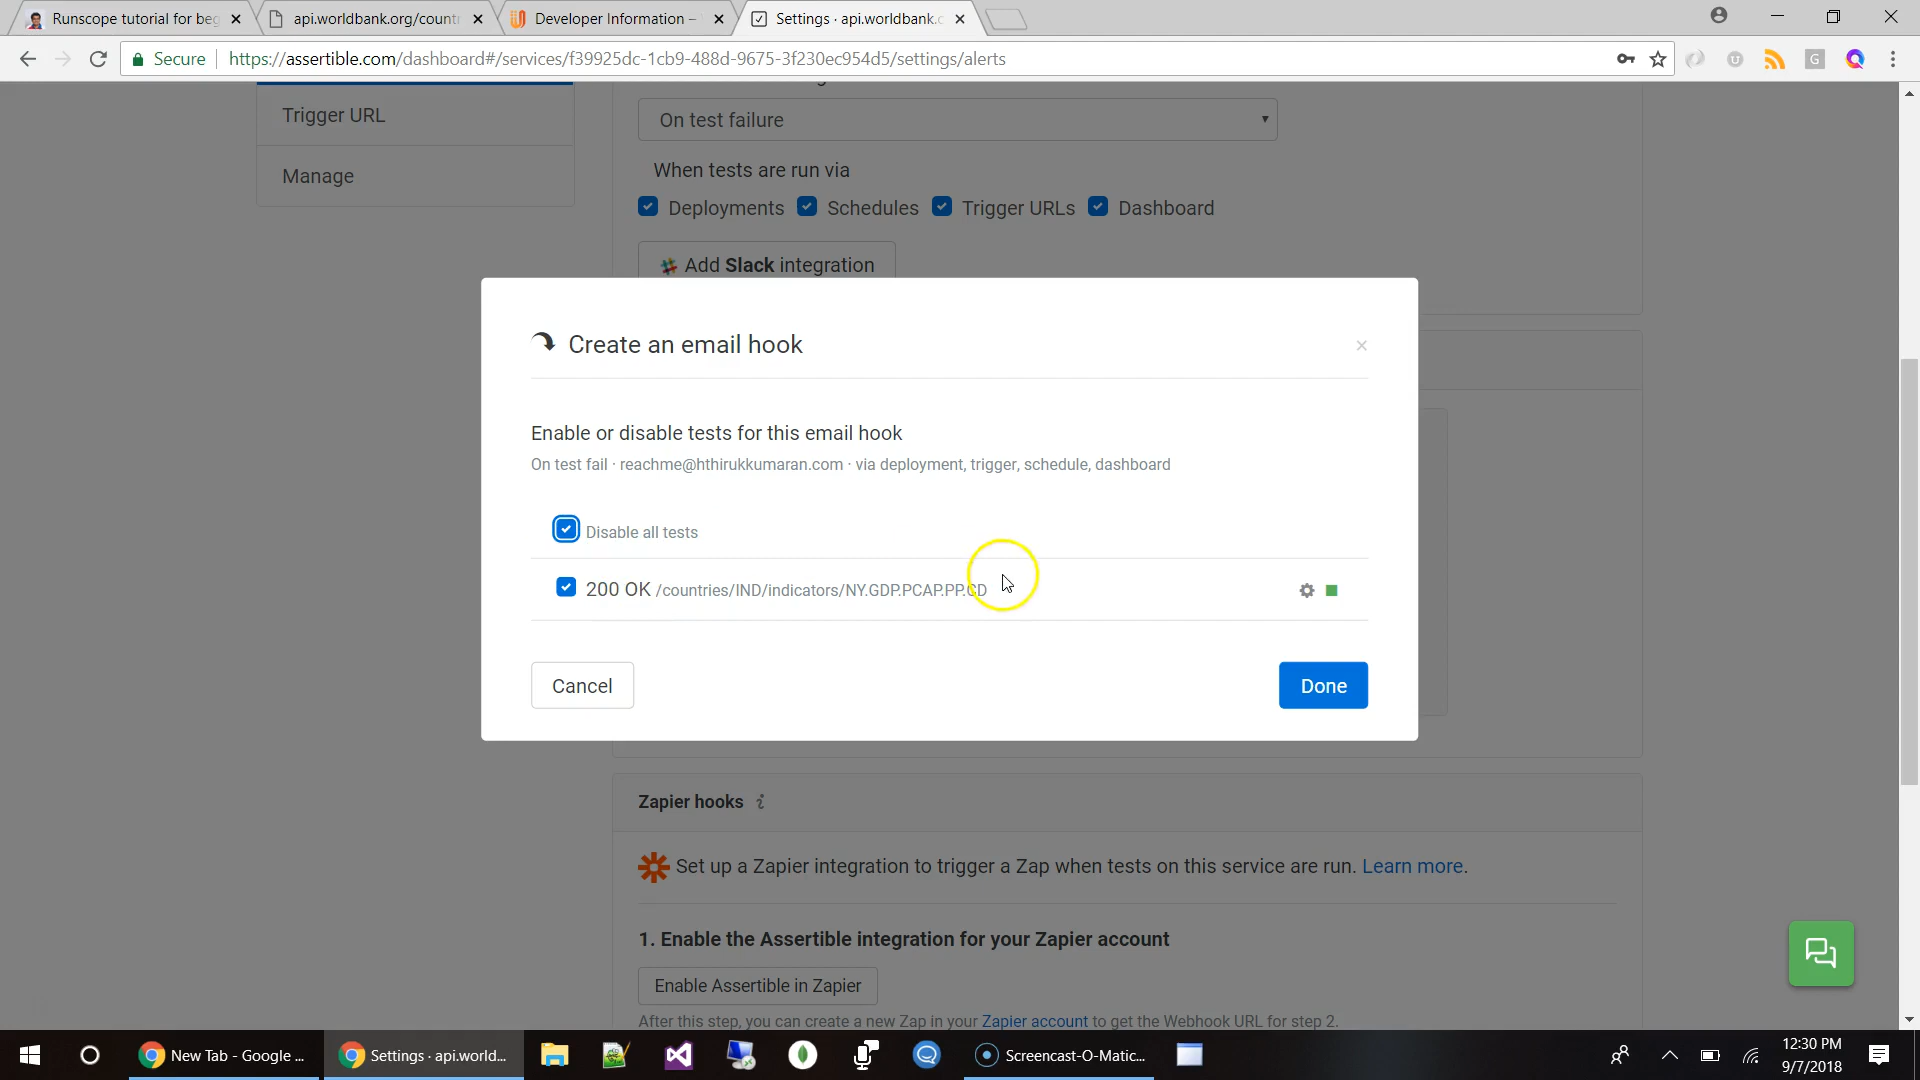 Runscope tutorial for beg
api.worldbank.org/countr
Developer Information –
Settings · api.worldbank.c
Secure
https://assertible.com/dashboard#/services/f39925dc-1cb9-488d-9675-3f230ec954d5/settings/alerts
Trigger URL
Manage
On test failure
When tests are run via
Deployments
Schedules
Trigger URLs
Dashboard
Add Slack integration
Create an email hook
×
Enable or disable tests for this email hook
On test fail · reachme@hthirukkumaran.com · via deployment, trigger, schedule, dashboard
Disable all tests
200 OK /countries/IND/indicators/NY.GDP.PCAP.PP.CD
Cancel
Done
Zapier hooks i
Set up a Zapier integration to trigger a Zap when tests on this service are run. Learn more.
1. Enable the Assertible integration for your Zapier account
Enable Assertible in Zapier
After this step, you can create a new Zap in your Zapier account to get the Webhook URL for step 2.
New Tab - Google ...
Settings · api.world...
Screencast-O-Matic...
12:30 PM
9/7/2018